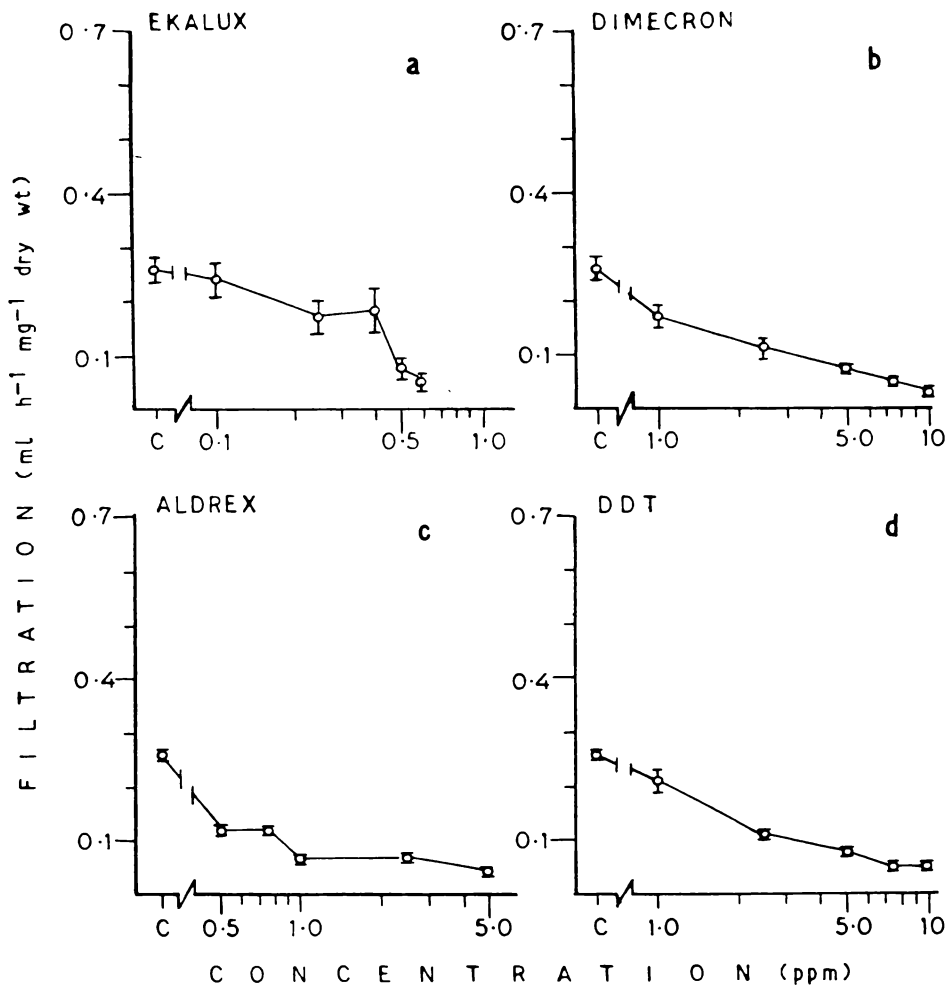 EKALUX
a
0·7
0·4
0·1
C 0·1 0·5 1·0
DIMECRON
b
0·7
0·4
0·1
C 1·0 5·0 10
ALDREX
c
0·7
0·4
0·1
C 0·5 1·0 5·0
DDT
d
0·7
0·4
0·1
C 1·0 5·0 10
FILTRATION (ml h⁻¹ mg⁻¹ dry wt)
CONCENTRATION (ppm)